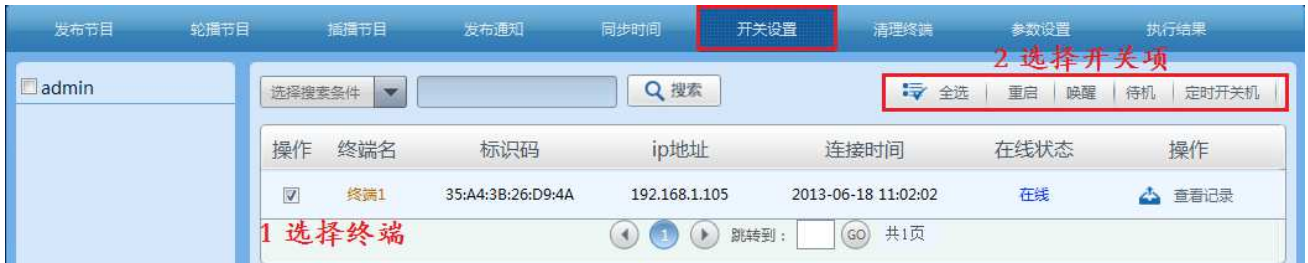 发布节目 轮播节目 插播节目 发布通知 同步时间 开关设置 清理终端 参数设置 执行结果
2 选择开关项
admin
选择搜索条件 搜索 全选 重启 唤醒 待机 定时开关机
操作 终端名 标识码 ip地址 连接时间 在线状态 操作
终端1 35:A4:3B:26:D9:4A 192.168.1.105 2013-06-18 11:02:02 在线 查看记录
1 选择终端
1 跳转到: GO 共1页